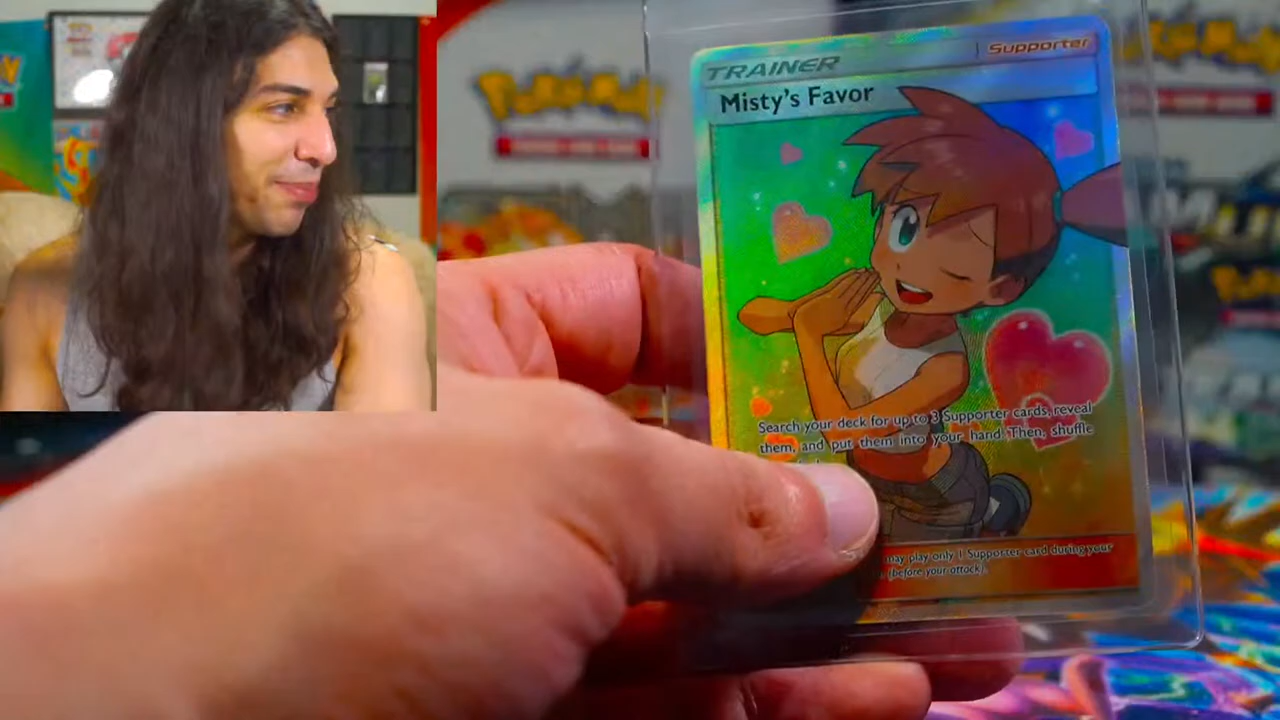 Pokémon
TRAINER
Supporter
Misty's Favor
Search your deck for up to 3 Supporter cards, reveal
them, and put them into your hand. Then, shuffle
may play only 1 Supporter card during your
(before your attack).